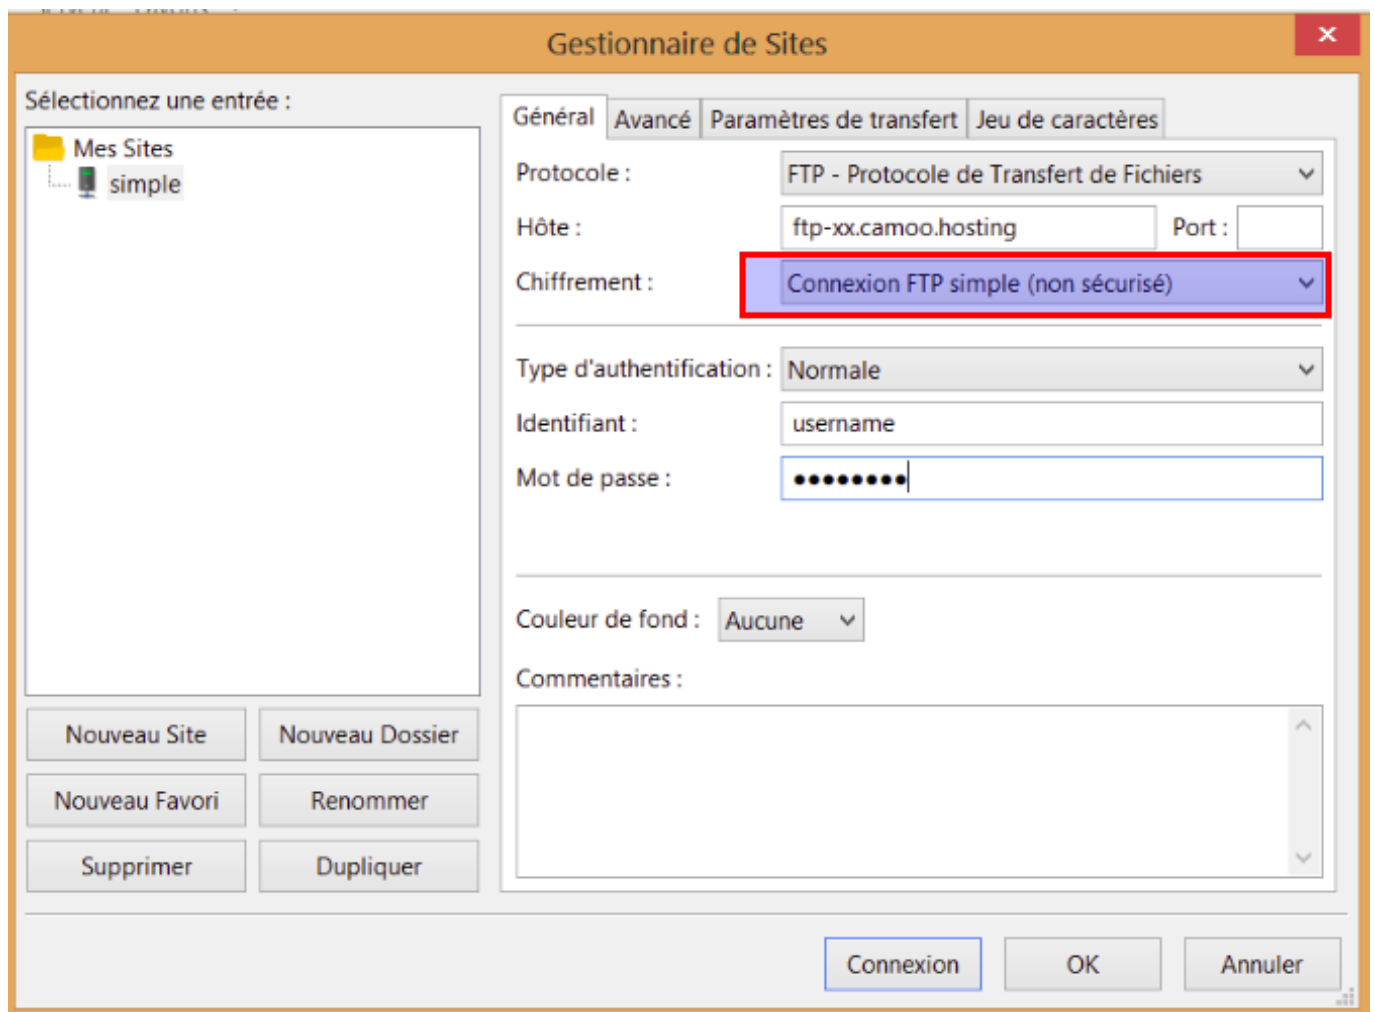 Gestionnaire de Sites
Sélectionnez une entrée :
Mes Sites
simple
Général Avancé Paramètres de transfert Jeu de caractères
Protocole : FTP - Protocole de Transfert de Fichiers
Hôte : ftp-xx.camoo.hosting Port :
Chiffrement : Connexion FTP simple (non sécurisé)
Type d'authentification : Normale
Identifiant : username
Mot de passe : ●●●●●●●●
Couleur de fond : Aucune
Commentaires :
Nouveau Site Nouveau Dossier
Nouveau Favori Renommer
Supprimer Dupliquer
Connexion OK Annuler